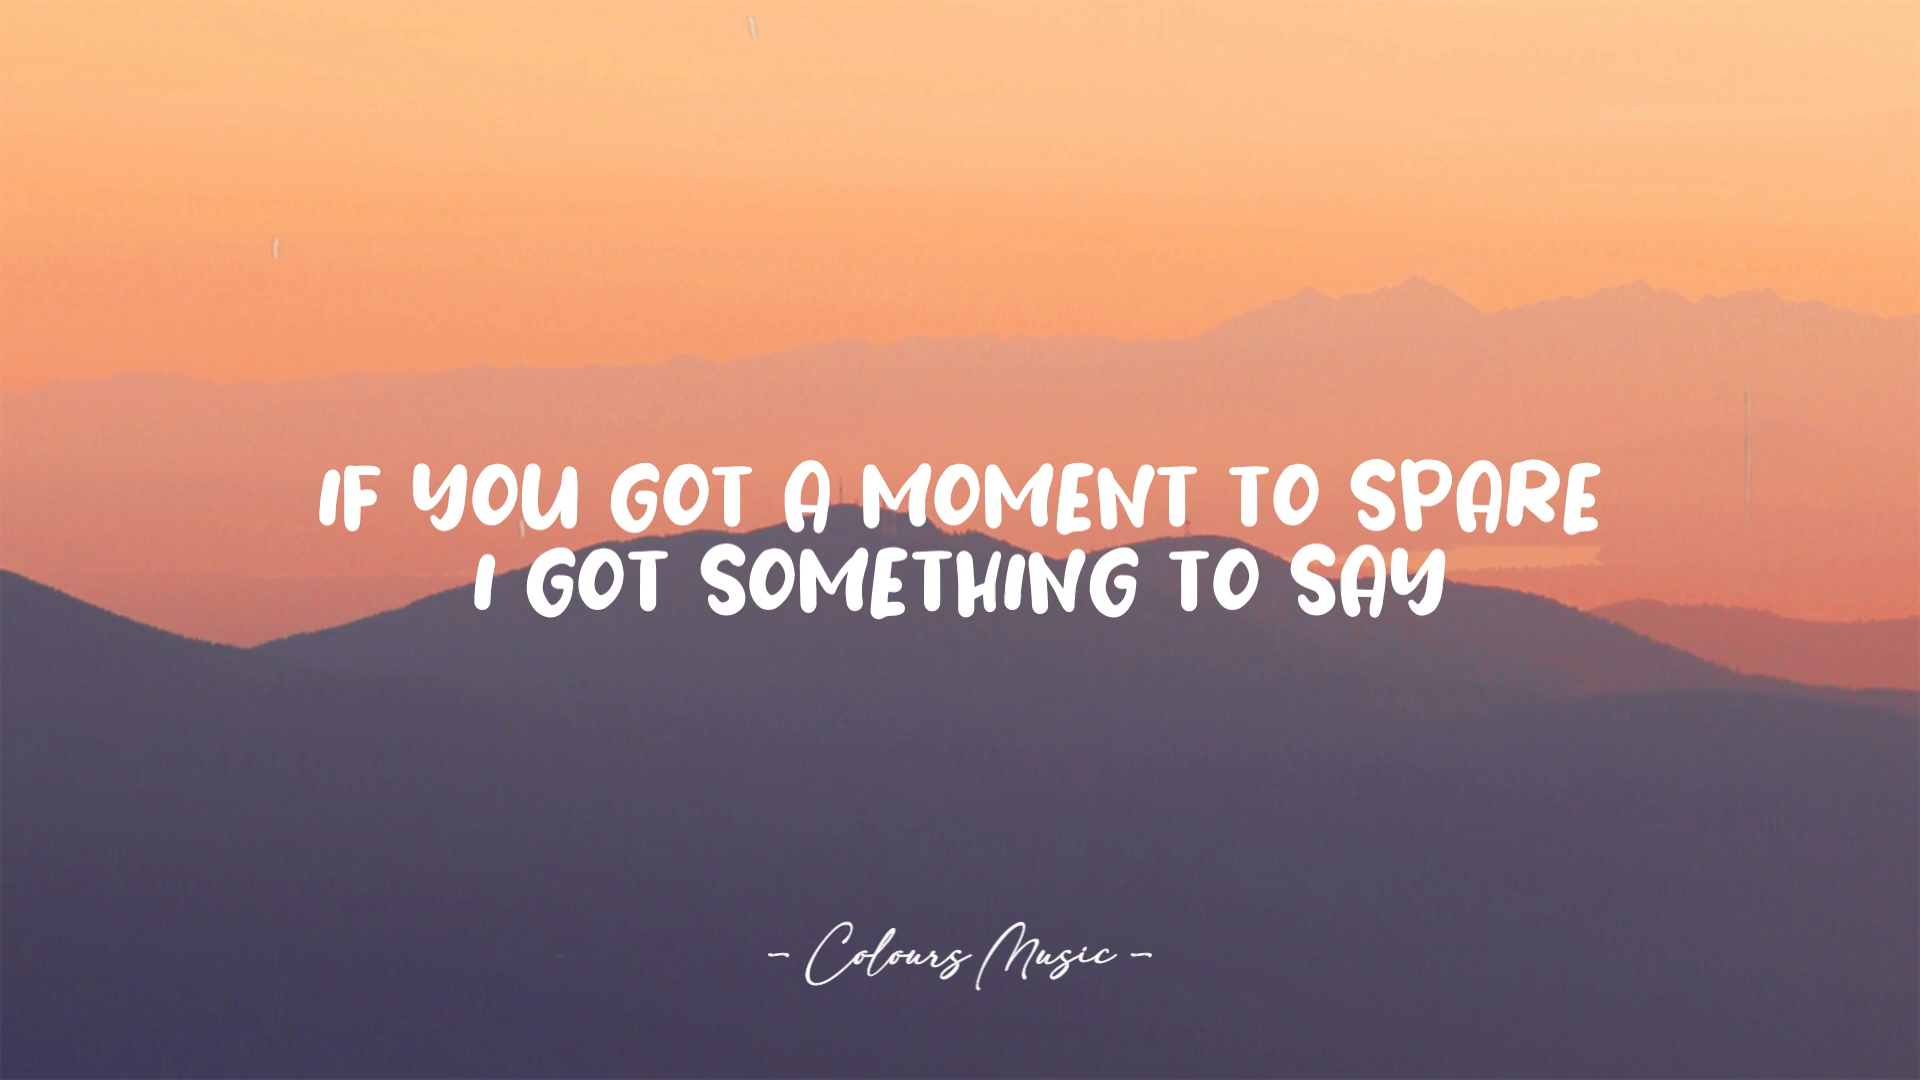 IF YOU GOT A MOMENT TO SPARE
I GOT SOMETHING TO SAY
- Colours Music -